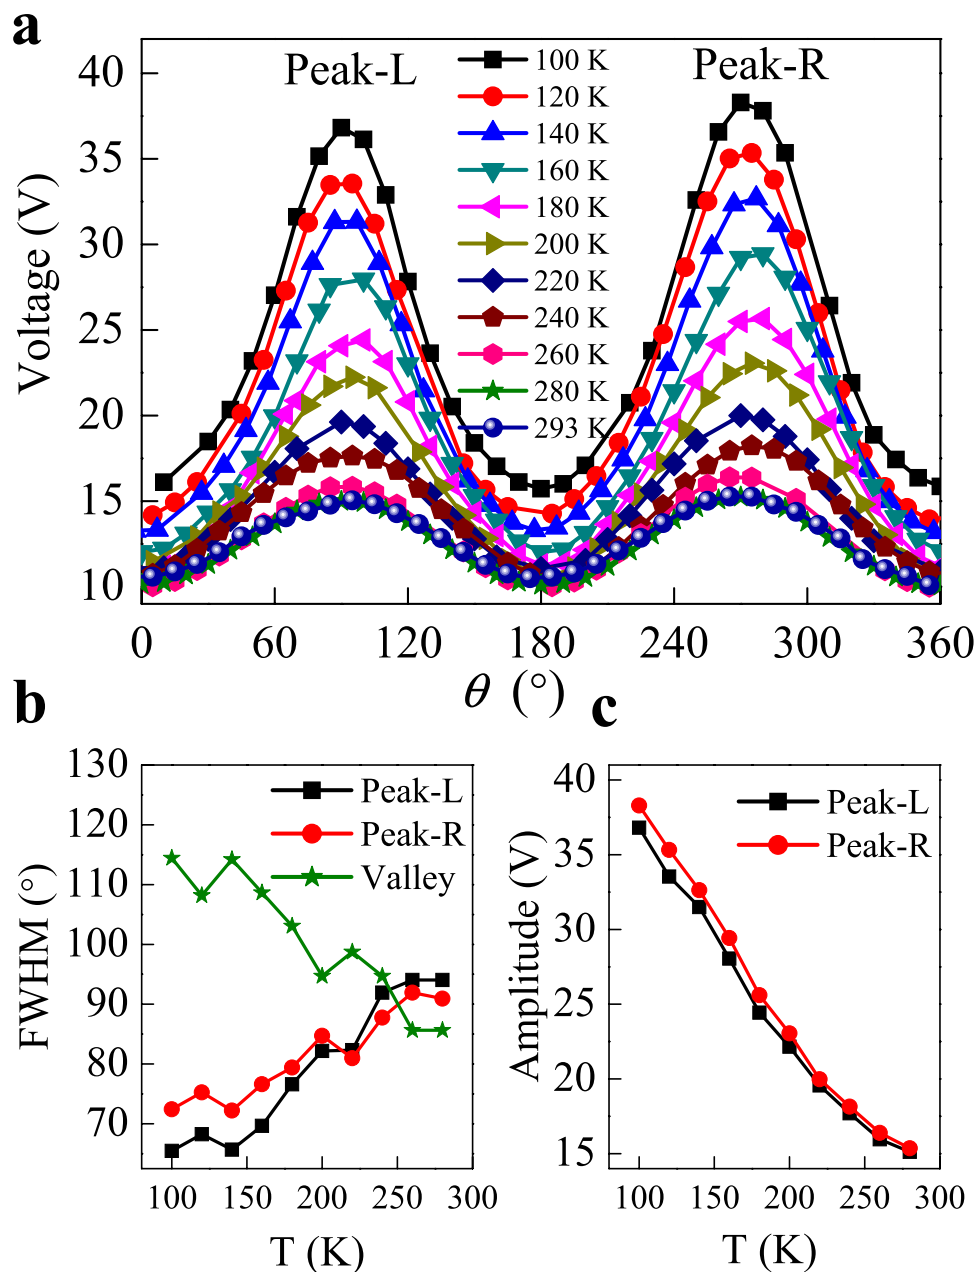 a
Peak-L
Peak-R
100 K
120 K
140 K
160 K
180 K
200 K
220 K
240 K
260 K
280 K
293 K
Voltage (V)
40
35
30
25
20
15
10
0 60 120 180 240 300 360
θ (°)
b
FWHM (°)
130
120
110
100
90
80
70
Peak-L
Peak-R
Valley
100 150 200 250 300
T (K)
c
Amplitude (V)
40
35
30
25
20
15
Peak-L
Peak-R
100 150 200 250 300
T (K)